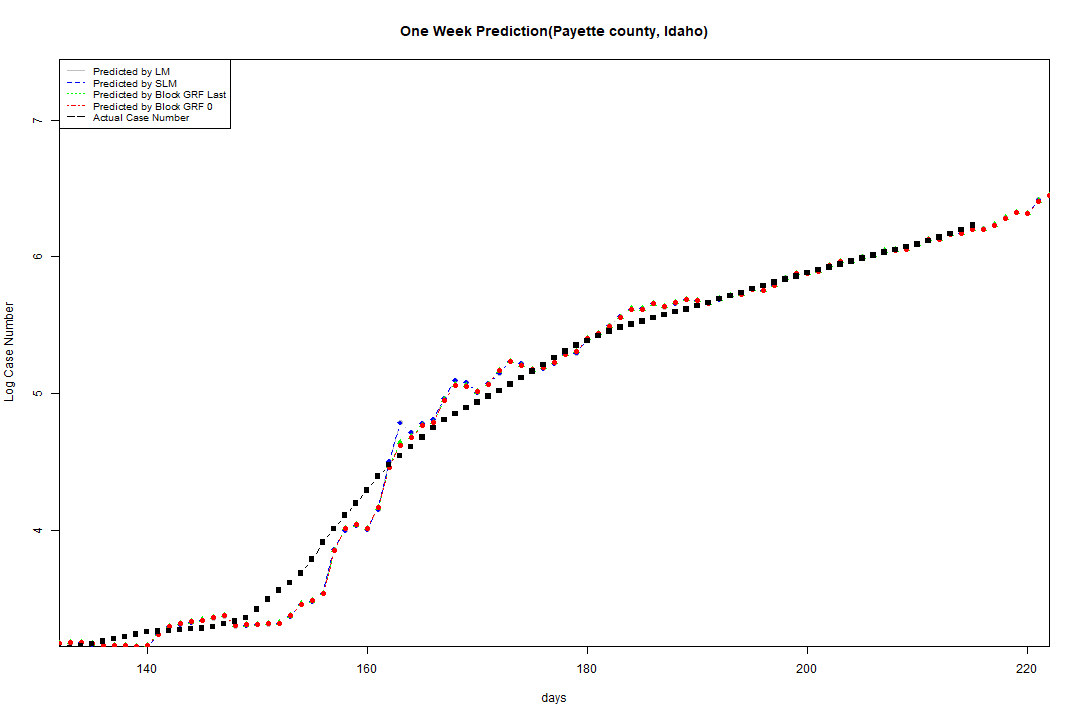 One Week Prediction(Payette county, Idaho)
Predicted by LM
Predicted by SLM
Predicted by Block GRF Last
Predicted by Block GRF 0
Actual Case Number
7
6
5
4
Log Case Number
140 160 180 200 220
days